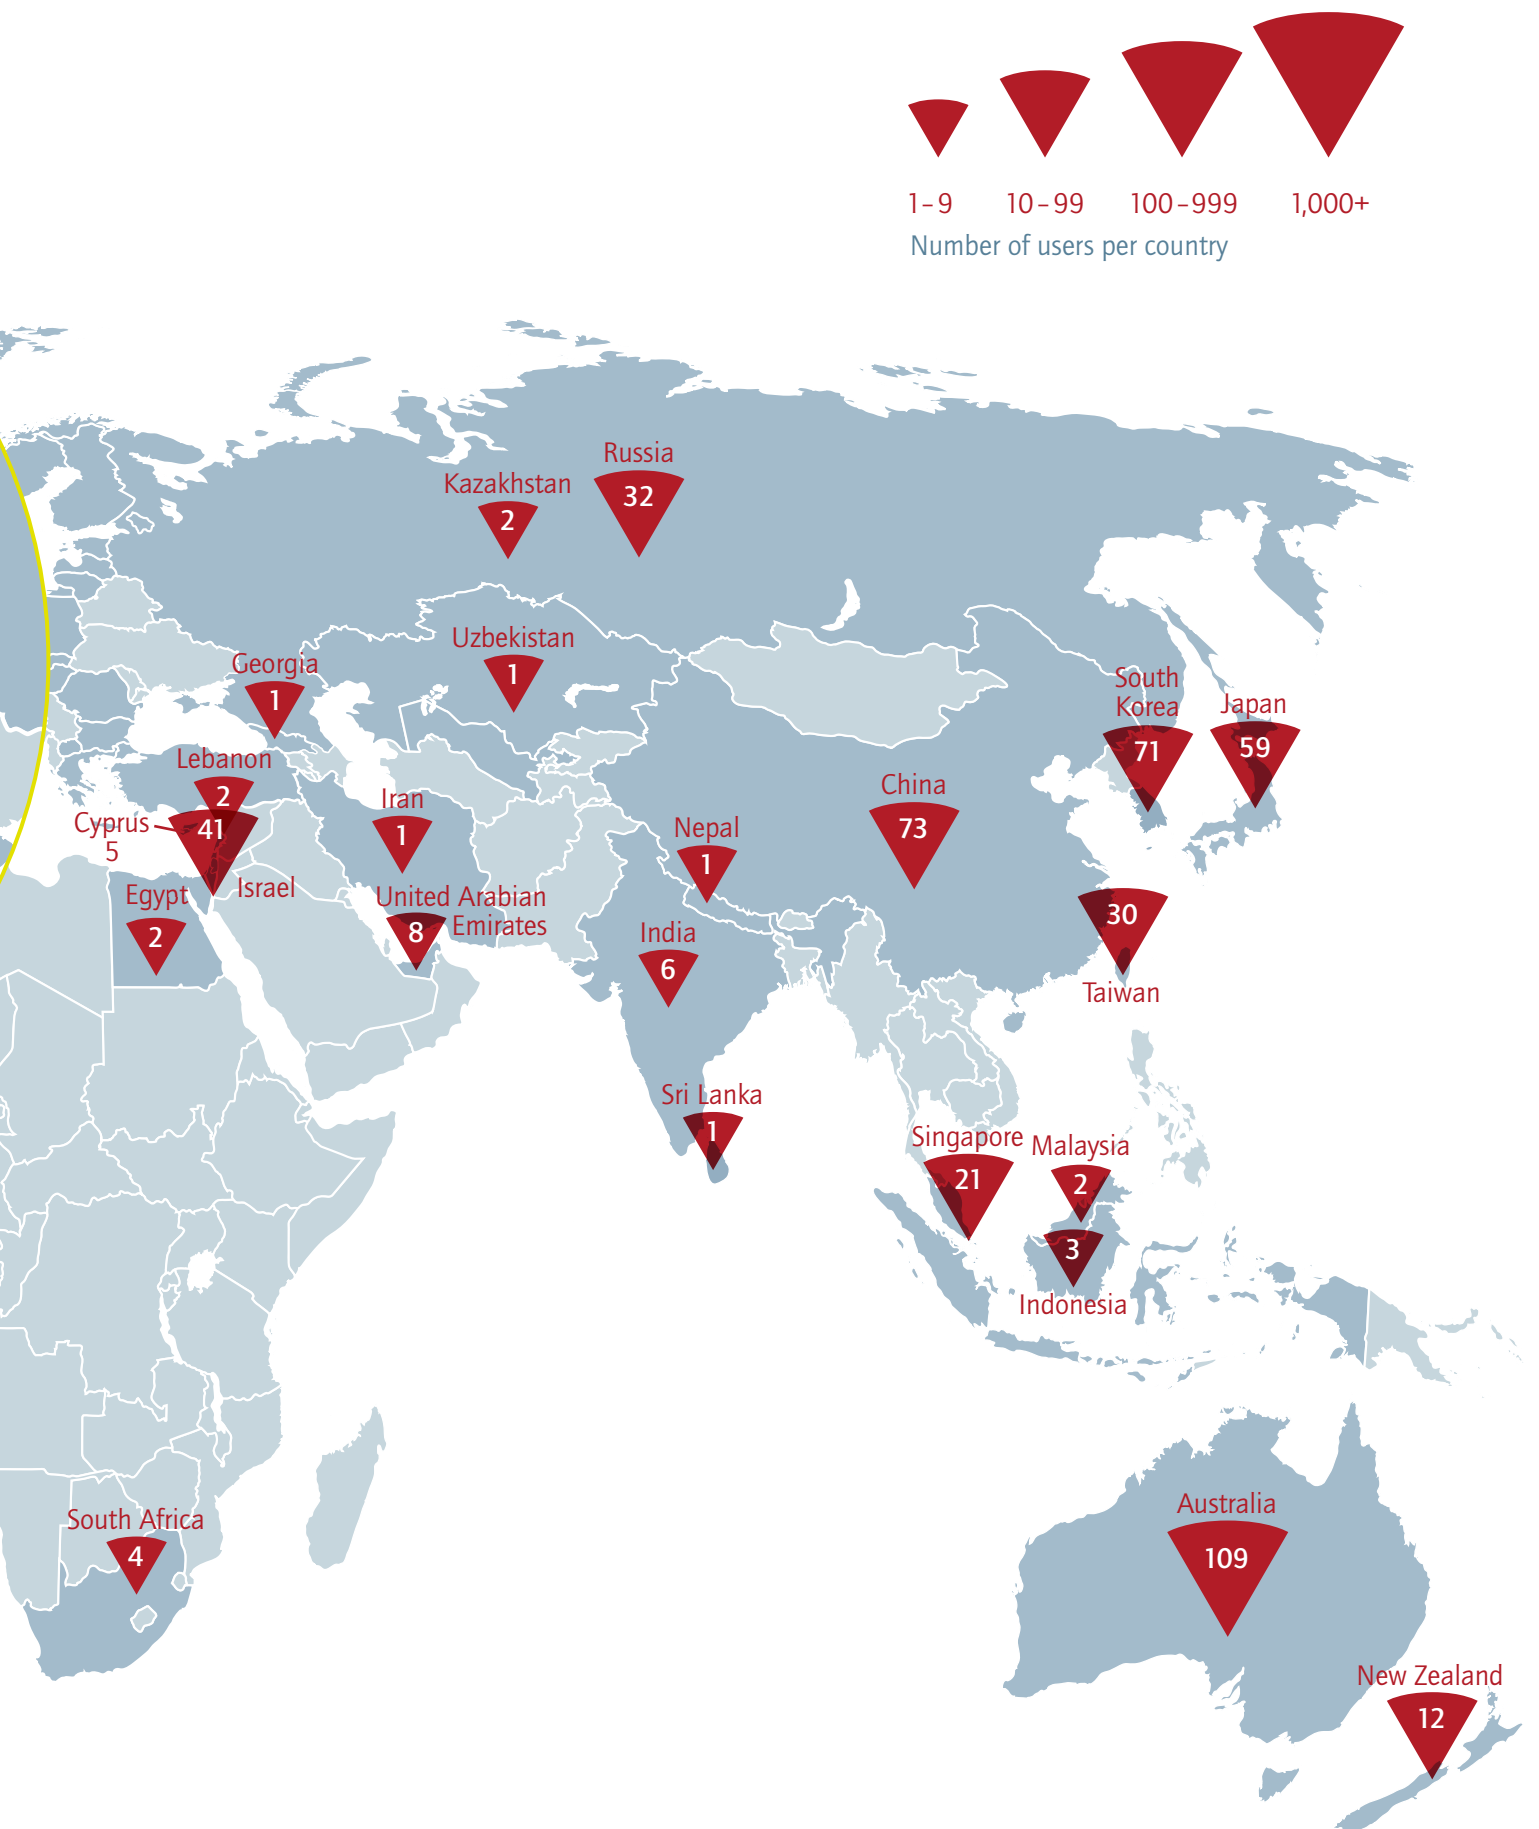 1–9
10–99
100–999
1,000+
Number of users per country
Russia
32
Kazakhstan
2
Uzbekistan
1
Georgia
1
South
Korea
71
Japan
59
Lebanon
2
Cyprus
5
41
Israel
Iran
1
China
73
Nepal
1
Egypt
2
United Arabian
Emirates
8
India
6
30
Taiwan
Sri Lanka
1
Singapore
21
Malaysia
2
3
Indonesia
South Africa
4
Australia
109
New Zealand
12